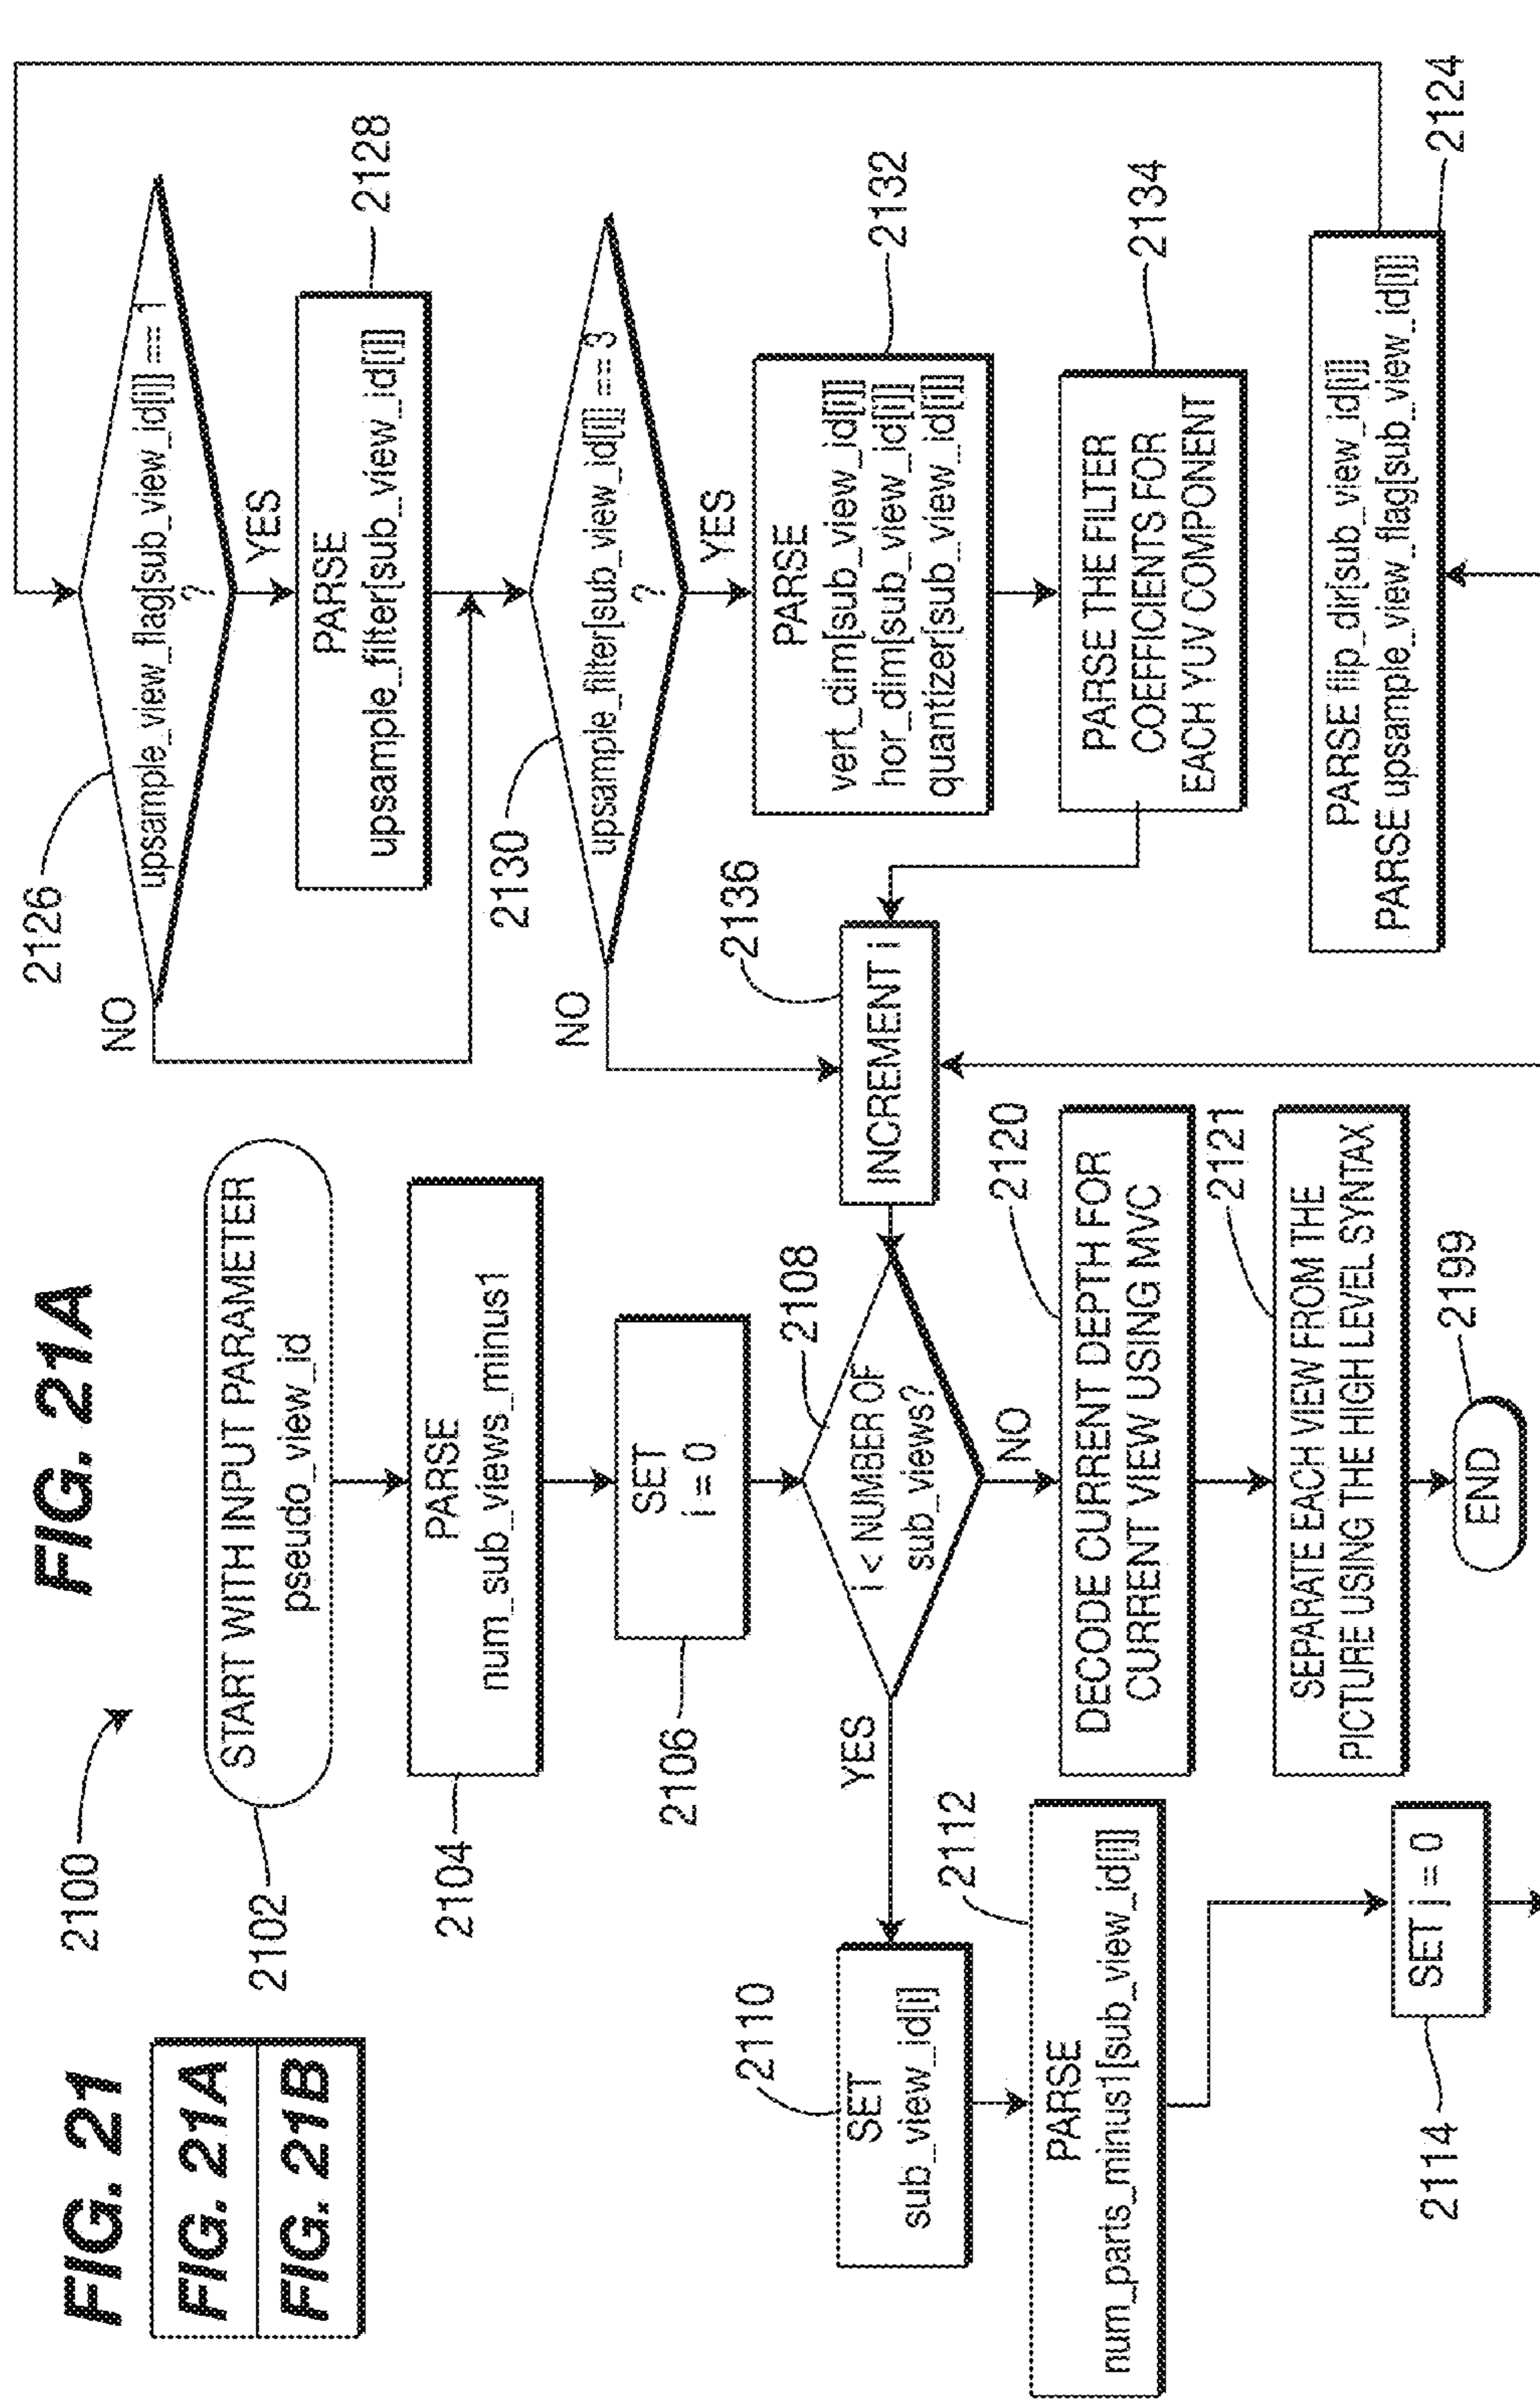 FIG. 21
FIG. 21A
FIG. 21B
FIG. 21A
2100
2102
START WITH INPUT PARAMETER
pseudo_view_id
2104
PARSE
num_sub_views_minus1
2106
SET
i = 0
2108
i < NUMBER OF
sub_views?
YES
NO
2110
SET
sub_view_id[i]
2112
PARSE
num_parts_minus1[sub_view_id[i]]
2114
SET j = 0
2120
DECODE CURRENT DEPTH FOR
CURRENT VIEW USING MVC
2121
SEPARATE EACH VIEW FROM THE
PICTURE USING THE HIGH LEVEL SYNTAX
2199
END
2126
upsample_view_flag[sub_view_id[i]] == 1
?
NO
YES
2128
PARSE
upsample_filter[sub_view_id[i]]
2130
upsample_filter[sub_view_id[i]] == 3
?
NO
YES
2132
PARSE
vert_dim[sub_view_id[i]]
hor_dim[sub_view_id[i]]
quantizer[sub_view_id[i]]
2134
PARSE THE FILTER
COEFFICIENTS FOR
EACH YUV COMPONENT
2136
INCREMENT i
2124
PARSE flip_dir[sub_view_id[i]]
PARSE upsample_view_flag[sub_view_id[i]]